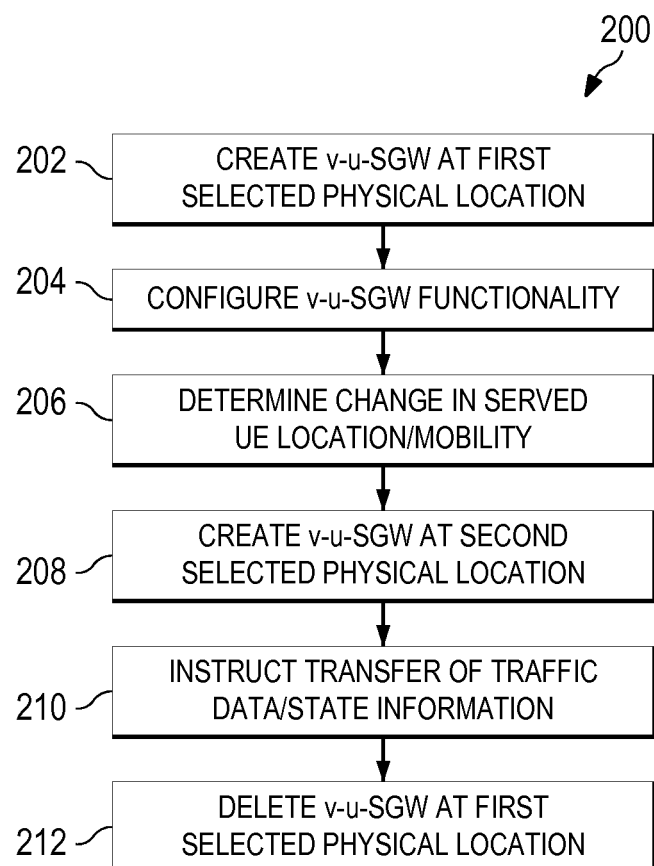 200
202
CREATE v-u-SGW AT FIRST
SELECTED PHYSICAL LOCATION
204
CONFIGURE v-u-SGW FUNCTIONALITY
206
DETERMINE CHANGE IN SERVED
UE LOCATION/MOBILITY
208
CREATE v-u-SGW AT SECOND
SELECTED PHYSICAL LOCATION
210
INSTRUCT TRANSFER OF TRAFFIC
DATA/STATE INFORMATION
212
DELETE v-u-SGW AT FIRST
SELECTED PHYSICAL LOCATION